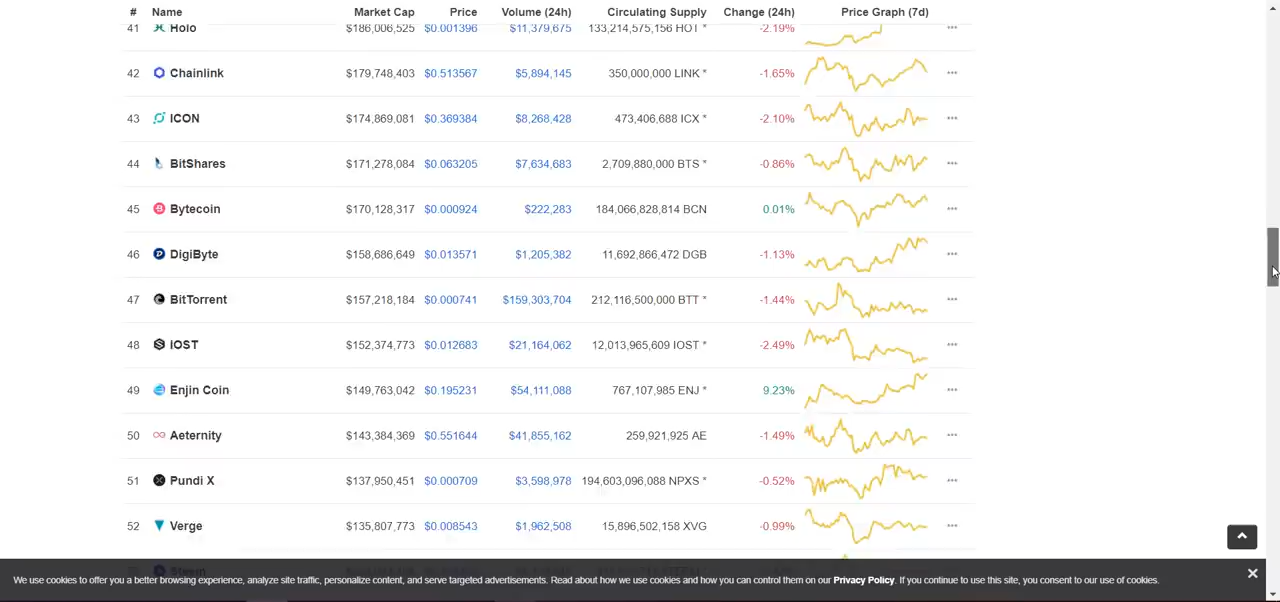 # Name Market Cap Price Volume (24h) Circulating Supply Change (24h) Price Graph (7d)
41 Holo $186,006,525 $0.001396 $11,379,675 133,214,575,156 HOT * -2.19%
42 Chainlink $179,748,403 $0.513567 $5,894,145 350,000,000 LINK * -1.65%
43 ICON $174,869,081 $0.369384 $8,268,428 473,406,688 ICX * -2.10%
44 BitShares $171,278,084 $0.063205 $7,634,683 2,709,880,000 BTS * -0.86%
45 Bytecoin $170,128,317 $0.000924 $222,283 184,066,828,814 BCN 0.01%
46 DigiByte $158,686,649 $0.013571 $1,205,382 11,692,866,472 DGB -1.13%
47 BitTorrent $157,218,184 $0.000741 $159,303,704 212,116,500,000 BTT * -1.44%
48 IOST $152,374,773 $0.012683 $21,164,062 12,013,965,609 IOST * -2.49%
49 Enjin Coin $149,763,042 $0.195231 $54,111,088 767,107,985 ENJ * 9.23%
50 Aeternity $143,384,369 $0.551644 $41,855,162 259,921,925 AE -1.49%
51 Pundi X $137,950,451 $0.000709 $3,598,978 194,603,096,088 NPXS * -0.52%
52 Verge $135,807,773 $0.008543 $1,962,508 15,896,502,158 XVG -0.99%
Steem
We use cookies to offer you a better browsing experience, analyze site traffic, personalize content, and serve targeted advertisements. Read about how we use cookies and how you can control them on our Privacy Policy. If you continue to use this site, you consent to our use of cookies.